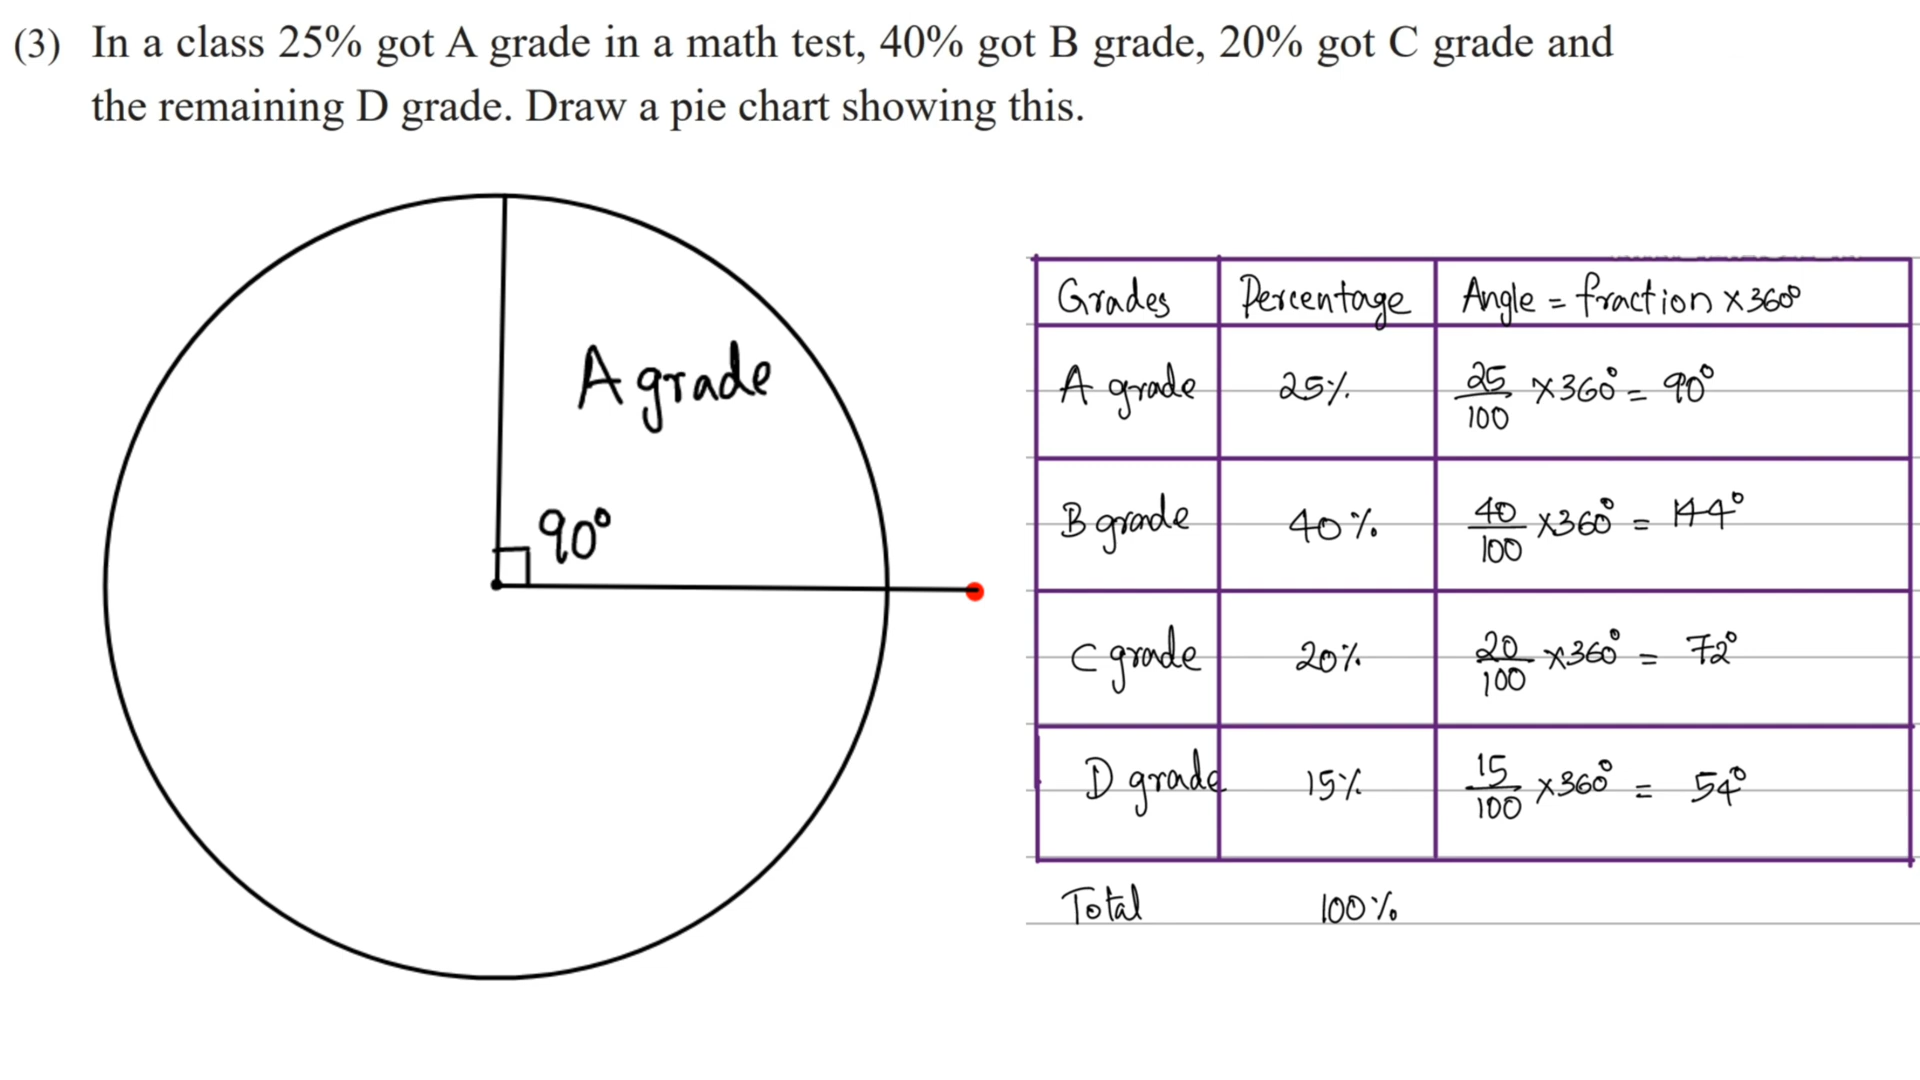 (3) In a class 25% got A grade in a math test, 40% got B grade, 20% got C grade and
the remaining D grade. Draw a pie chart showing this.
A grade
90°
Grades Percentage Angle = fraction x 360°
A grade 25% 25/100 x 360° = 90°
B grade 40% 40/100 x 360° = 144°
C grade 20% 20/100 x 360° = 72°
D grade 15% 15/100 x 360° = 54°
Total 100%